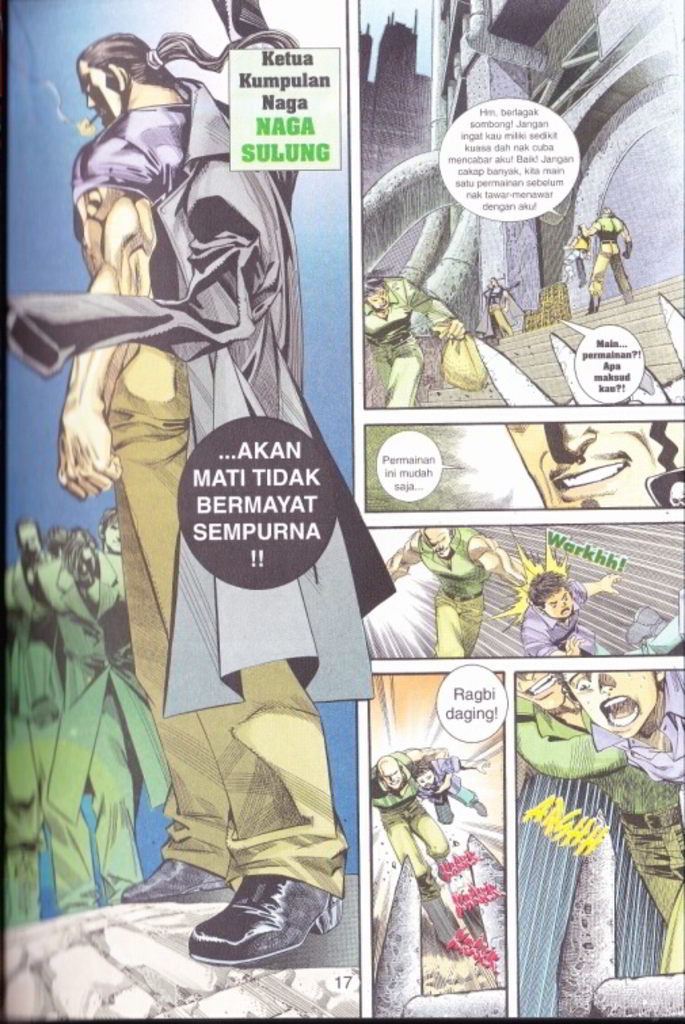 Ketua
Kumpulan
Naga
NAGA
SULUNG
...AKAN
MATI TIDAK
BERMAYAT
SEMPURNA
!!
Hm, berlagak
sombong! Jangan
ingat kau miliki sedikit
kuasa dah nak cuba
mencabar aku! Baik! Jangan
cakap banyak, kita main
satu permainan sebelum
nak tawar-menawar
dengan aku!
Main...
permainan?!
Apa
maksud
kau?!
Permainan
ini mudah
saja...
Warkhh!
Ragbi
daging!
ARGHH
17